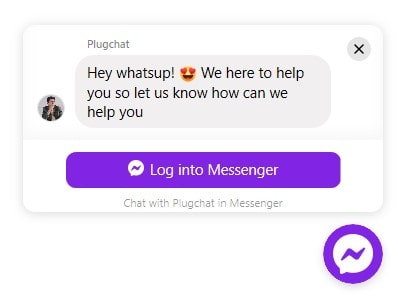 Plugchat
Hey whatsup! 😍 We here to help
you so let us know how can we
help you
Log into Messenger
Chat with Plugchat in Messenger